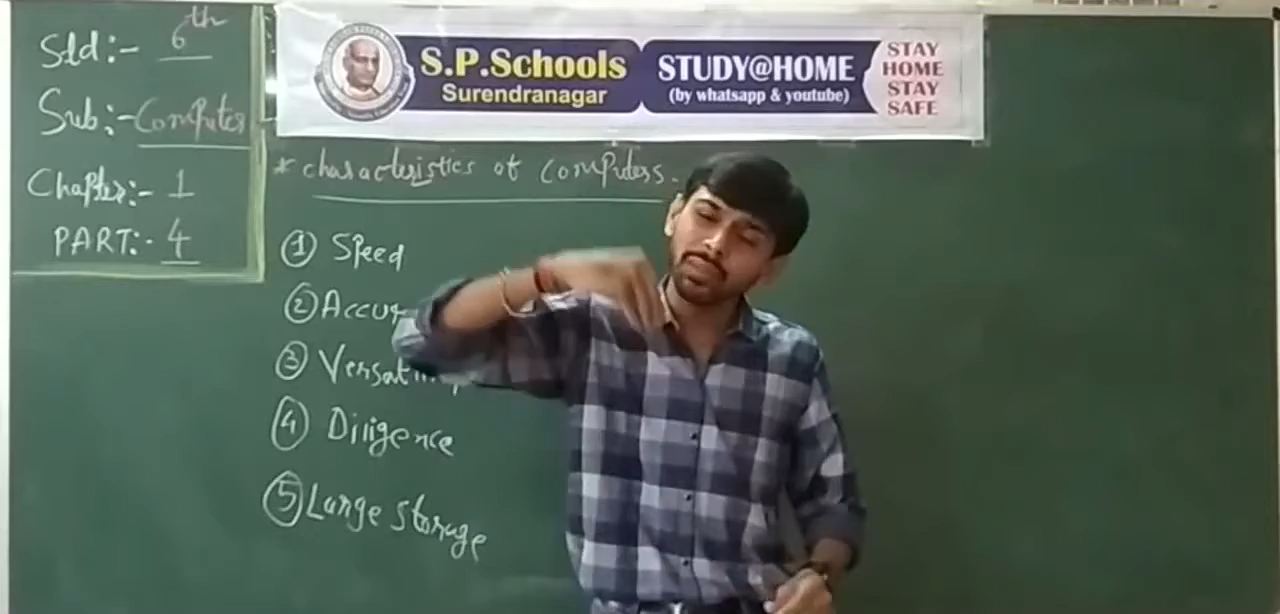 Std:- 6th
Sub:- Computer
Chapter:- 1
PART:- 4
S.P.Schools
Surendranagar
STUDY@HOME
(by whatsapp & youtube)
STAY
HOME
STAY
SAFE
* characteristics of computers.
① Speed
② Accu
③ Versat
④ Diligence
⑤ Large storage